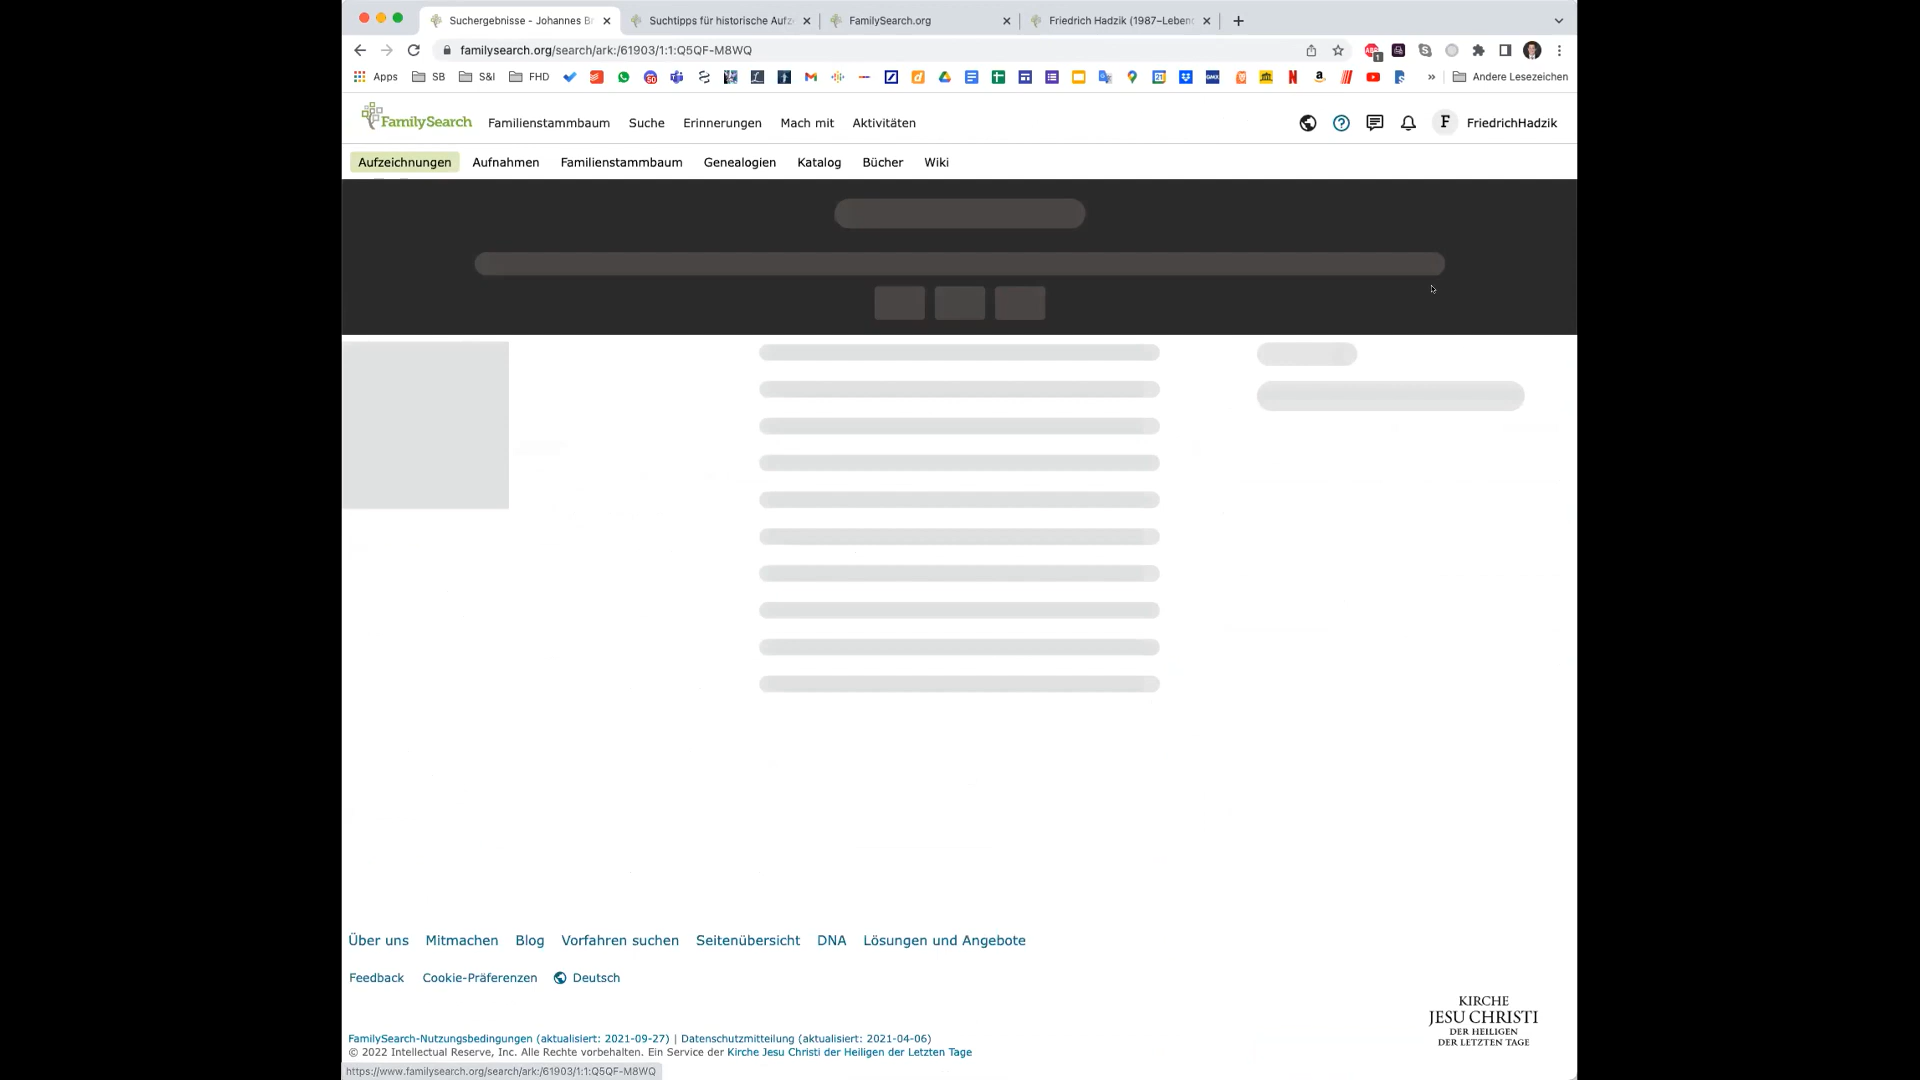 Suchergebnisse - Johannes Br
Suchtipps für historische Aufz
FamilySearch.org
Friedrich Hadzik (1987–Leben
familysearch.org/search/ark:/61903/1:1:Q5QF-M8WQ
Apps SB S&I FHD » Andere Lesezeichen
FamilySearch Familienstammbaum Suche Erinnerungen Mach mit Aktivitäten F FriedrichHadzik
Aufzeichnungen Aufnahmen Familienstammbaum Genealogien Katalog Bücher Wiki
Über uns Mitmachen Blog Vorfahren suchen Seitenübersicht DNA Lösungen und Angebote
Feedback Cookie-Präferenzen Deutsch
KIRCHE
JESU CHRISTI
DER HEILIGEN
DER LETZTEN TAGE
FamilySearch-Nutzungsbedingungen (aktualisiert: 2021-09-27) | Datenschutzmitteilung (aktualisiert: 2021-04-06)
© 2022 Intellectual Reserve, Inc. Alle Rechte vorbehalten. Ein Service der Kirche Jesu Christi der Heiligen der Letzten Tage
https://www.familysearch.org/search/ark:/61903/1:1:Q5QF-M8WQ